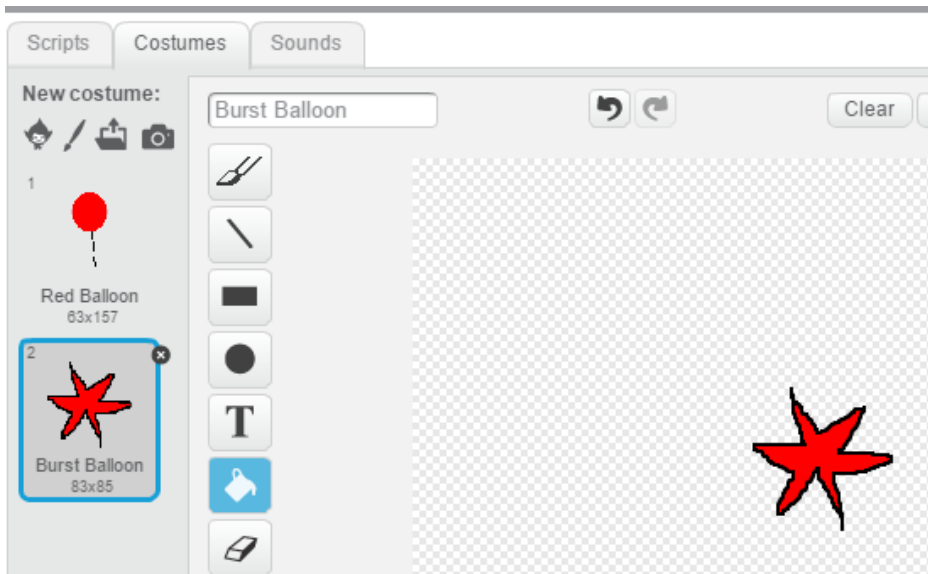 Scripts Costumes Sounds
New costume:
Burst Balloon
Clear
1
Red Balloon
63x157
2
Burst Balloon
83x85
T